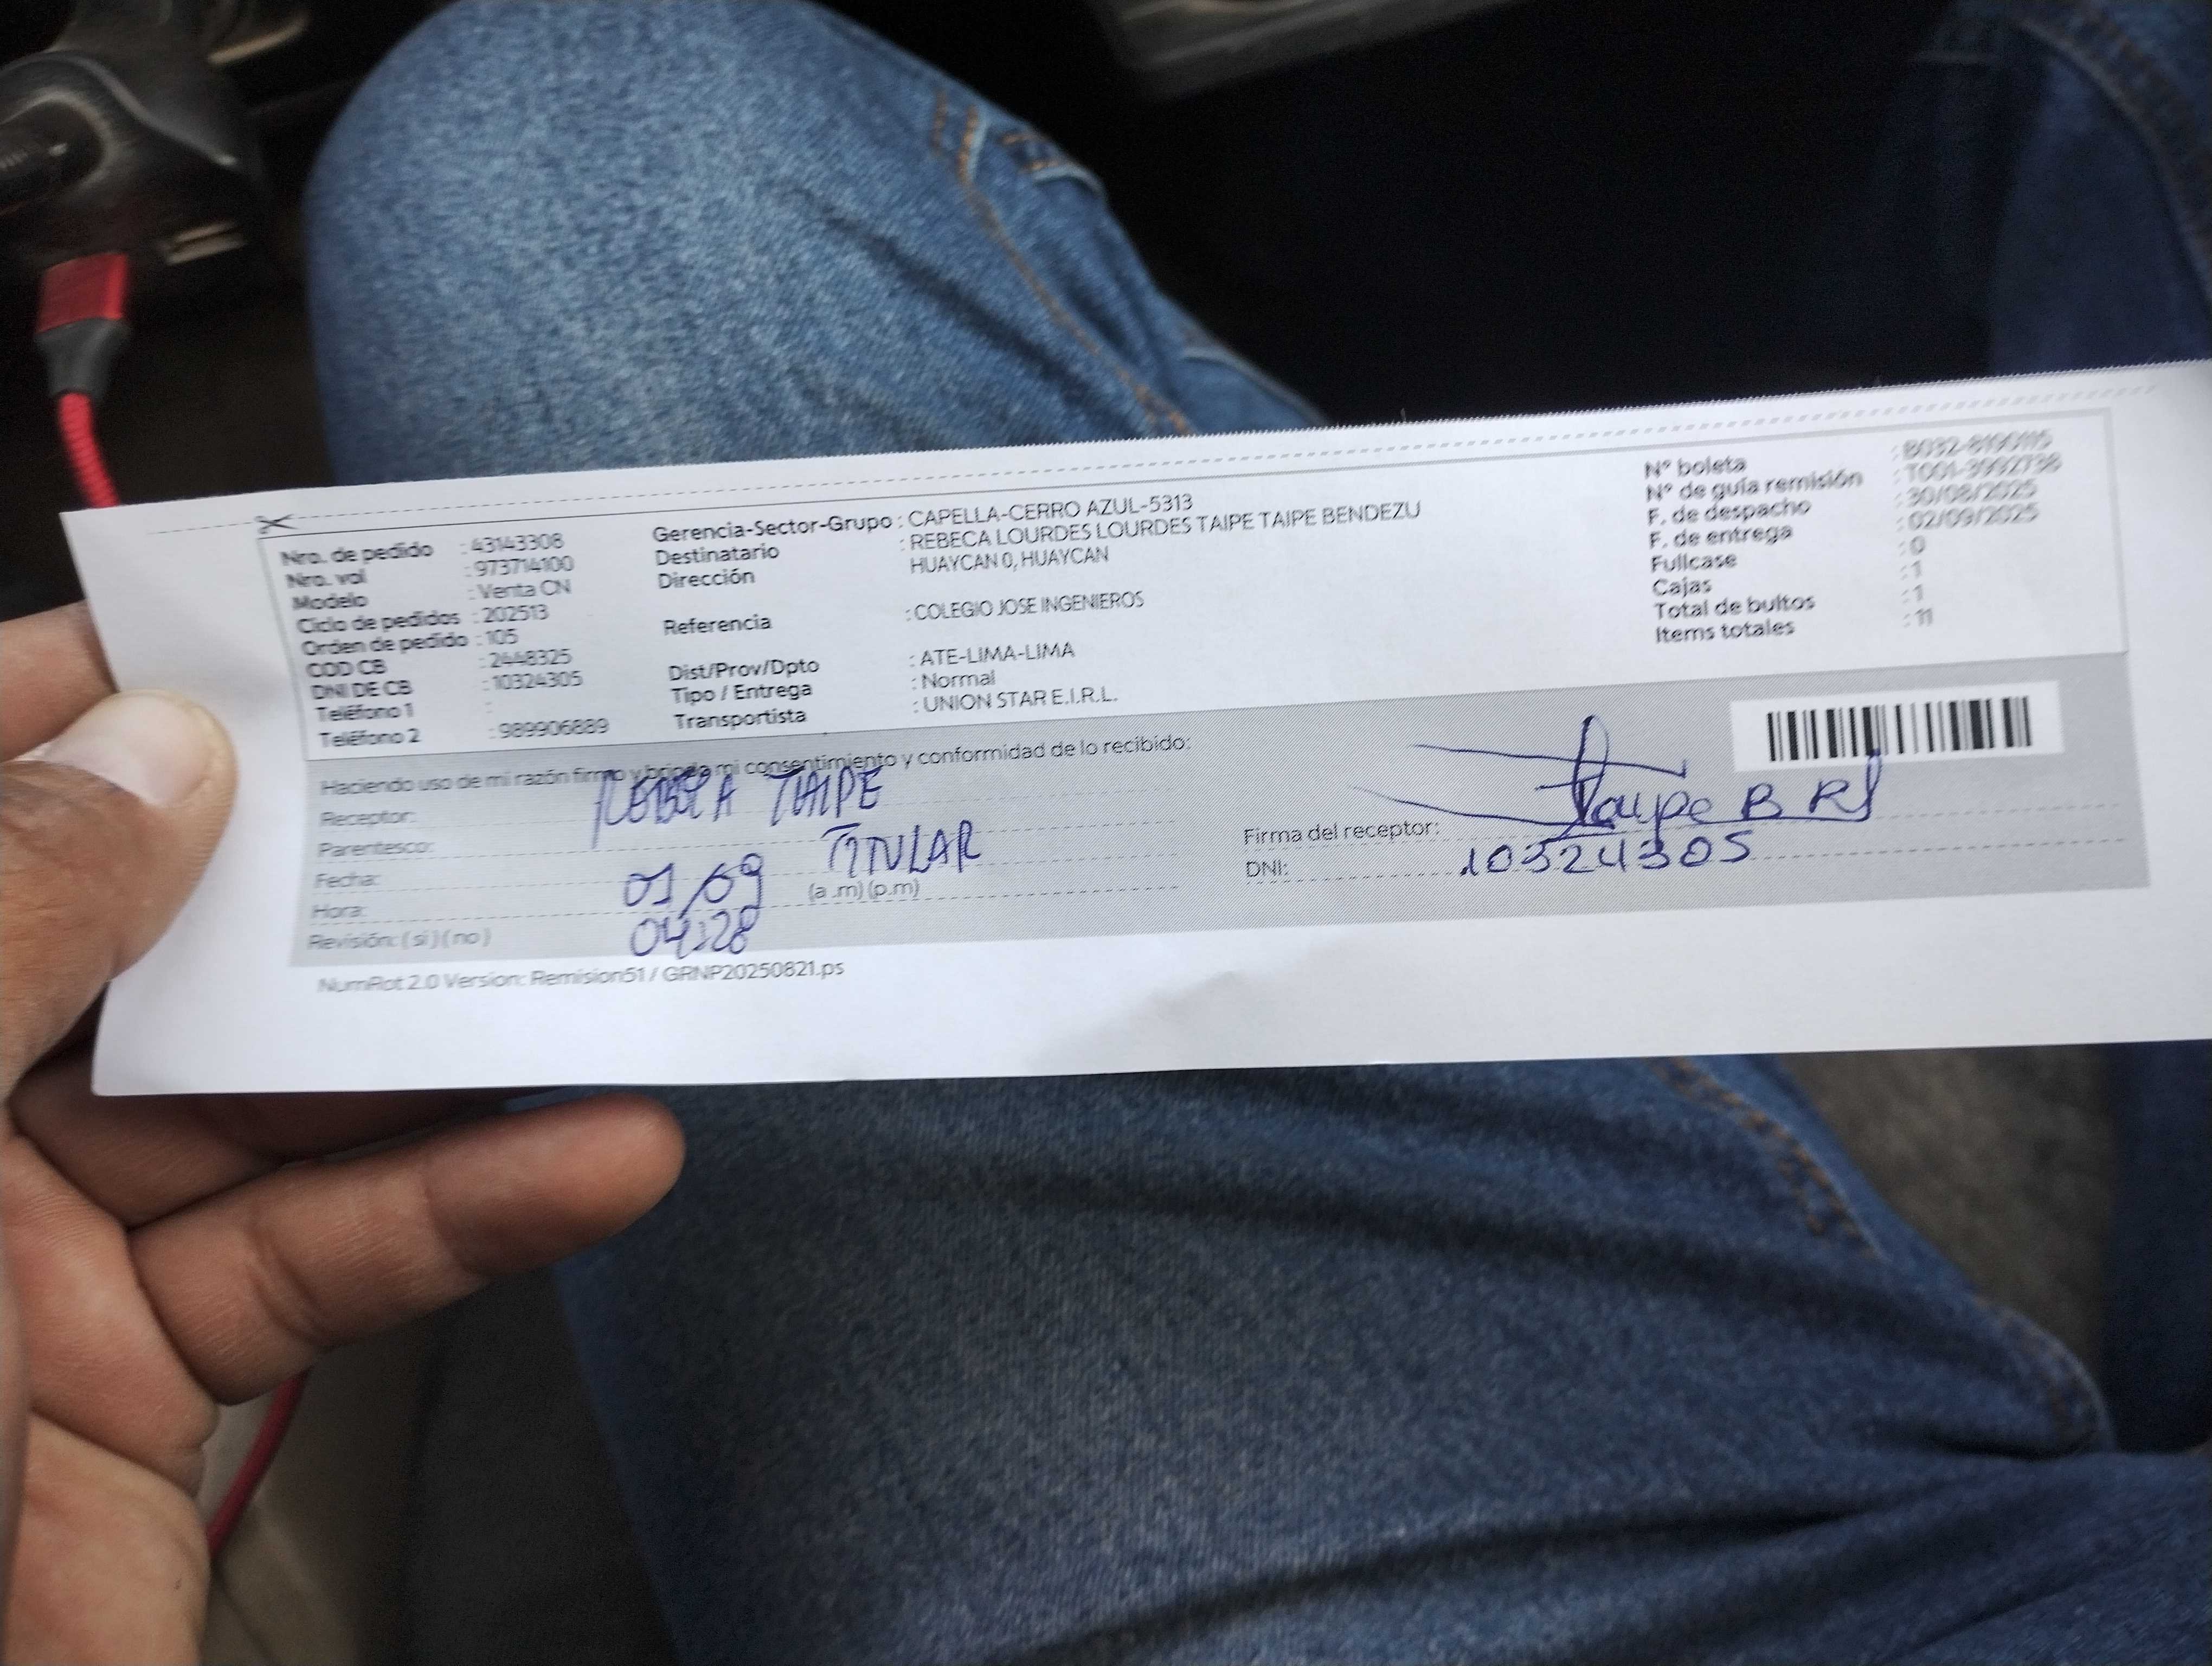 Nro. de pedido : 43143308
Nro. vol : 973714100
Modelo : Venta CN
Ciclo de pedidos : 202513
Orden de pedido : 105
COD CB : 2448325
DNI DE CB : 10324305
Teléfono 1 :
Teléfono 2 : 989906889
Gerencia-Sector-Grupo : CAPELLA-CERRO AZUL-5313
Destinatario : REBECA LOURDES LOURDES TAIPE TAIPE BENDEZU
Dirección HUAYCAN 0, HUAYCAN
Referencia : COLEGIO JOSE INGENIEROS
Dist/Prov/Dpto : ATE-LIMA-LIMA
Tipo / Entrega : Normal
Transportista : UNION STAR E.I.R.L.
Nº boleta
Nº de guía remisión
F. de despacho : 30/08/2025
F. de entrega : 02/09/2025
Fullcase : 0
Cajas : 1
Total de bultos : 1
Items totales : 11
Haciendo uso de mi razón firmo y brindo mi consentimiento y conformidad de lo recibido:
Receptor: REBECA TAIPE
Parentesco: TITULAR
Fecha: 01/09
Hora: 04:28 (a.m) (p.m)
Revisión: ( si ) ( no )
Firma del receptor: Taipe B RL
DNI: 10324305
NumRot 2.0 Version: Remision51 / GRNP20250821.ps